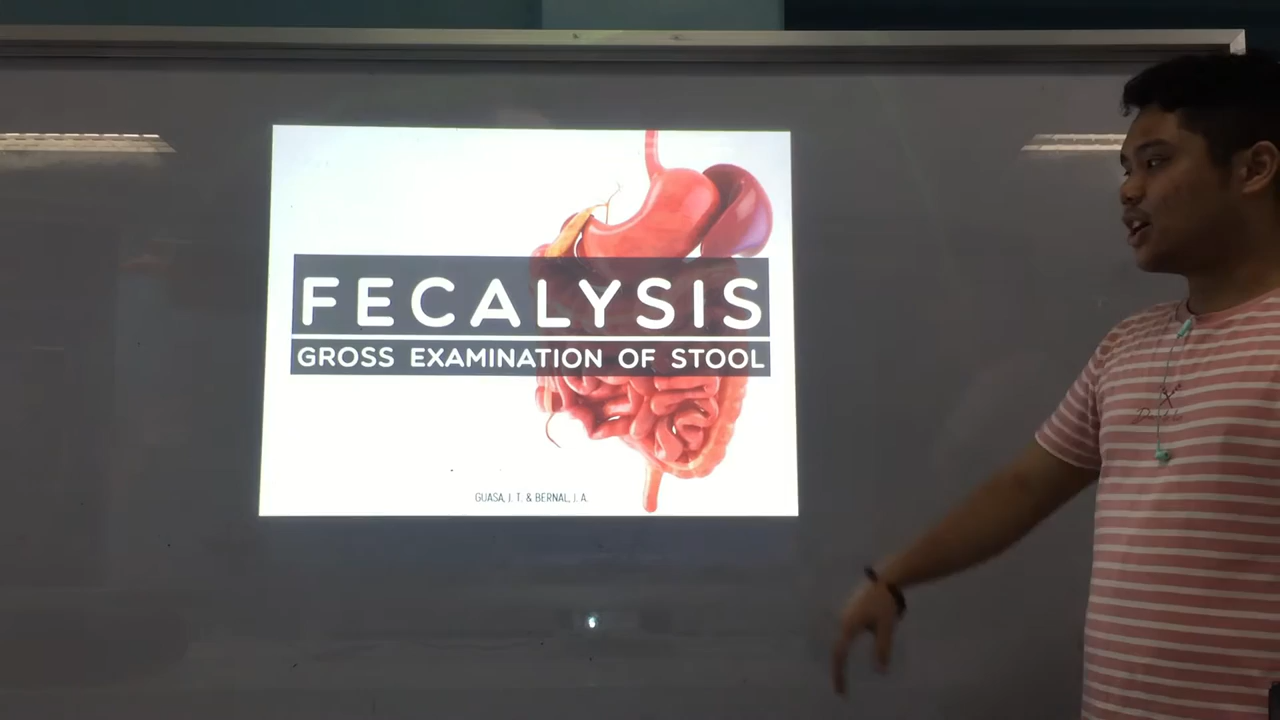 FECALYSIS
GROSS EXAMINATION OF STOOL
GUASA, J. T. & BERNAL, J. A.